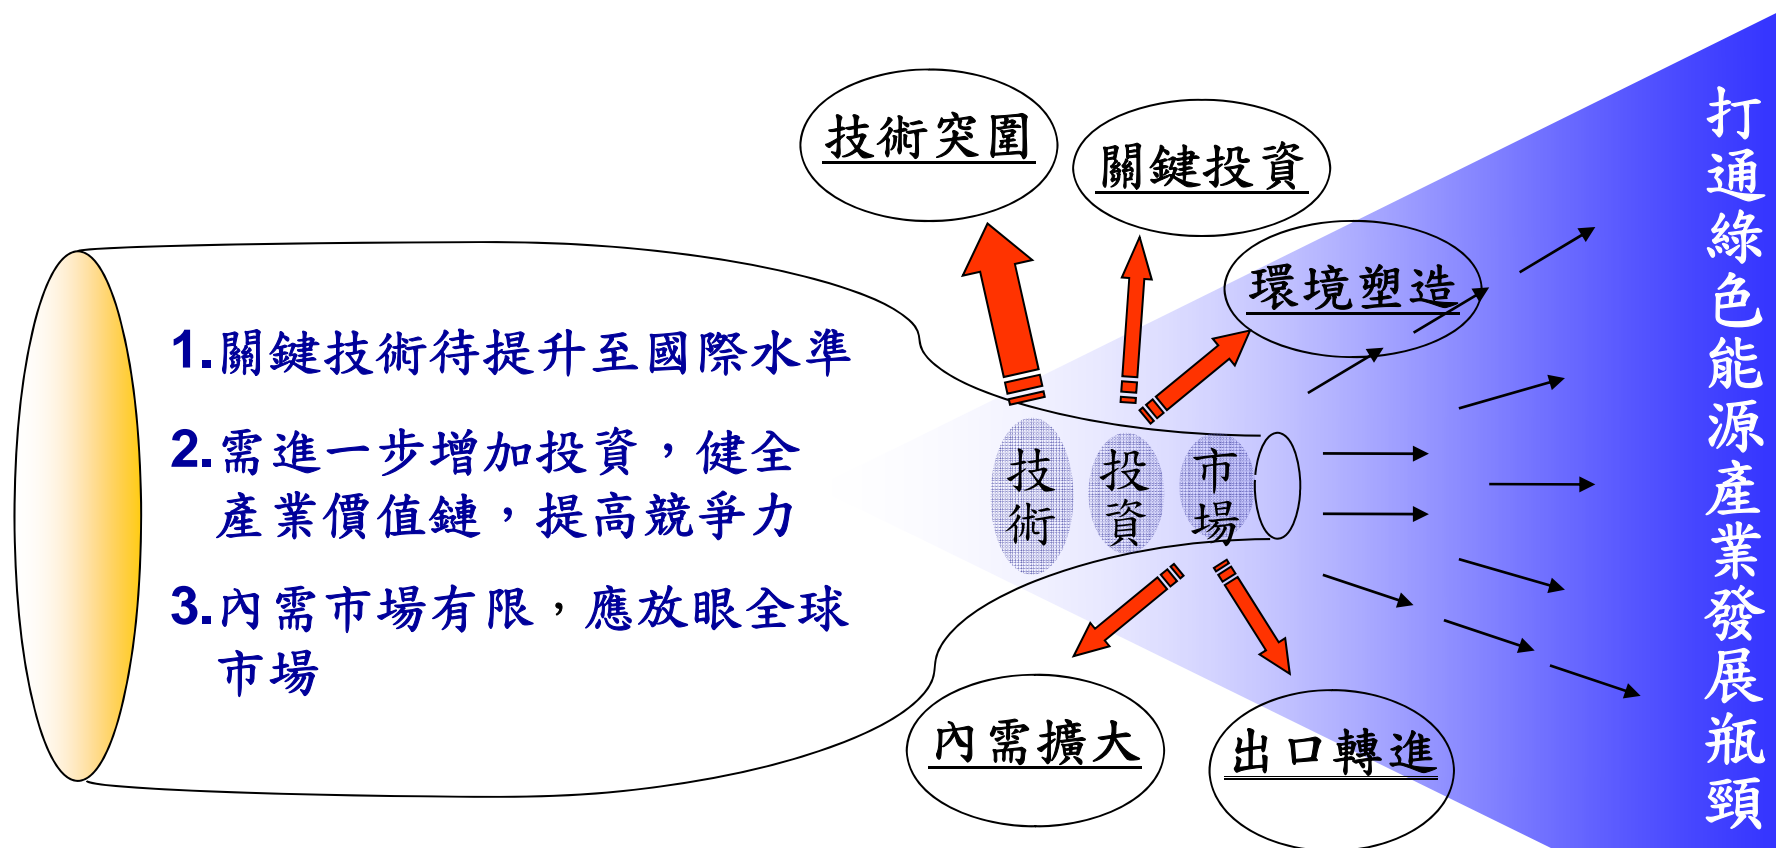 技術突圍
關鍵投資
環境塑造
1.關鍵技術待提升至國際水準
2.需進一步增加投資，健全
產業價值鏈，提高競爭力
3.內需市場有限，應放眼全球
市場
技術
投資
市場
內需擴大
出口轉進
打通綠色能源產業發展瓶頸